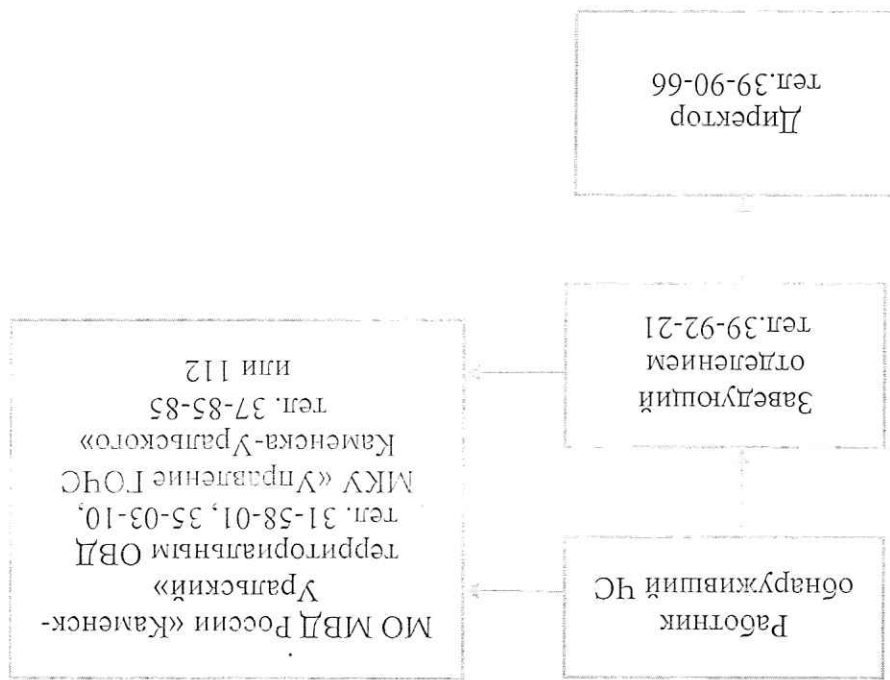 Работник
обнаруживший ЧС
МО МВД России «Каменск-
Уральский»
территориальным ОВД
тел. 31-58-01, 35-03-10,
МКУ «Управление ГОЧС
Каменска-Уральского»
тел. 37-85-85
или 112
Заведующий
отделением
тел.39-92-21
Директор
тел.39-90-66